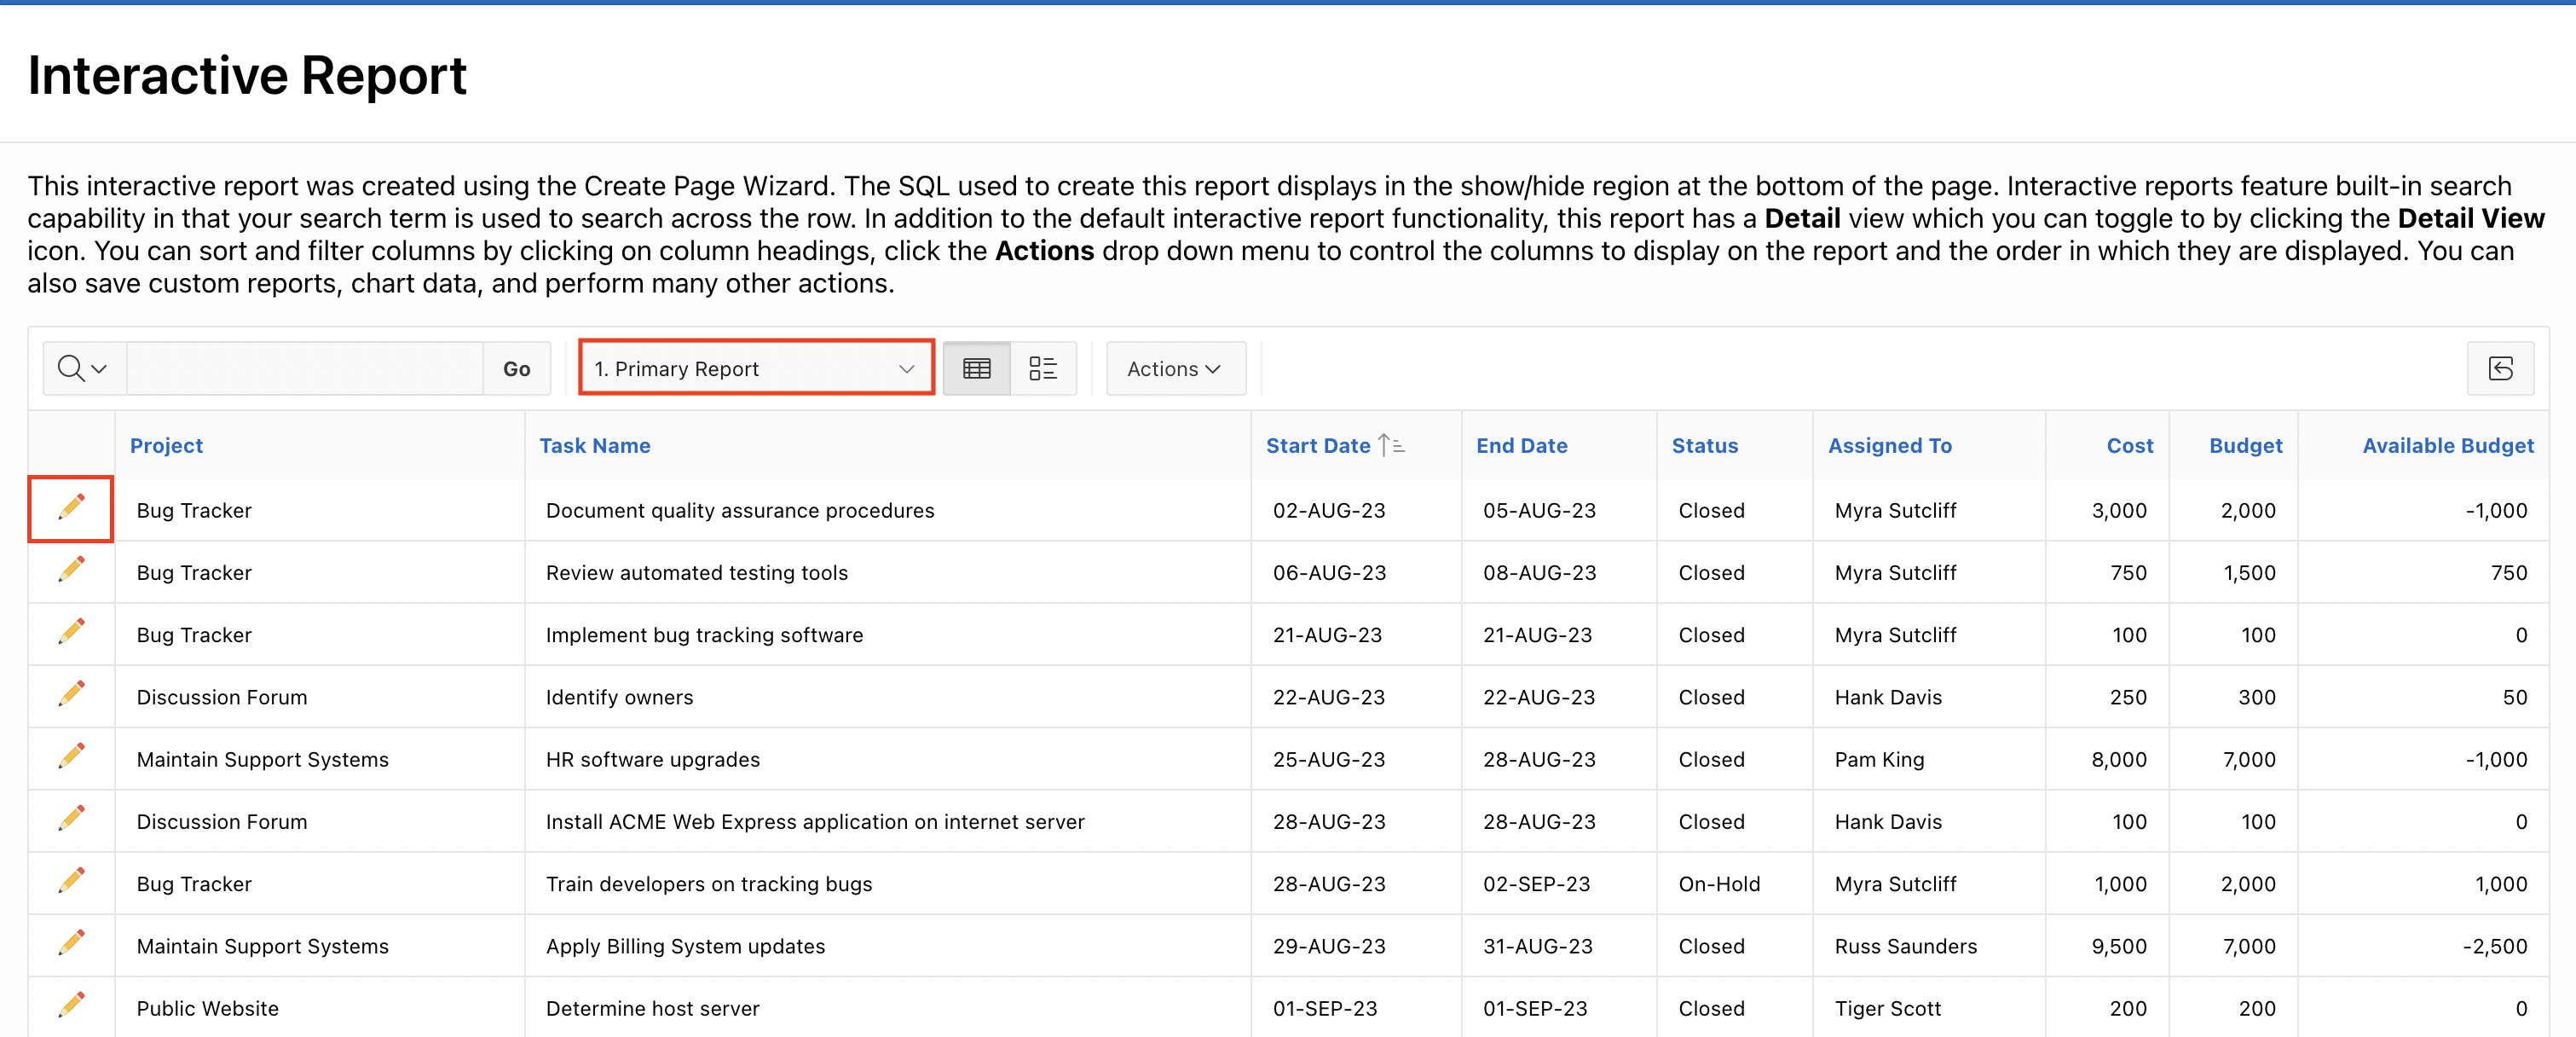 Interactive Report
This interactive report was created using the Create Page Wizard. The SQL used to create this report displays in the show/hide region at the bottom of the page. Interactive reports feature built-in search
capability in that your search term is used to search across the row. In addition to the default interactive report functionality, this report has a Detail view which you can toggle to by clicking the Detail View
icon. You can sort and filter columns by clicking on column headings, click the Actions drop down menu to control the columns to display on the report and the order in which they are displayed. You can
also save custom reports, chart data, and perform many other actions.
Go 1. Primary Report Actions
Project Task Name Start Date End Date Status Assigned To Cost Budget Available Budget
Bug Tracker Document quality assurance procedures 02-AUG-23 05-AUG-23 Closed Myra Sutcliff 3,000 2,000 -1,000
Bug Tracker Review automated testing tools 06-AUG-23 08-AUG-23 Closed Myra Sutcliff 750 1,500 750
Bug Tracker Implement bug tracking software 21-AUG-23 21-AUG-23 Closed Myra Sutcliff 100 100 0
Discussion Forum Identify owners 22-AUG-23 22-AUG-23 Closed Hank Davis 250 300 50
Maintain Support Systems HR software upgrades 25-AUG-23 28-AUG-23 Closed Pam King 8,000 7,000 -1,000
Discussion Forum Install ACME Web Express application on internet server 28-AUG-23 28-AUG-23 Closed Hank Davis 100 100 0
Bug Tracker Train developers on tracking bugs 28-AUG-23 02-SEP-23 On-Hold Myra Sutcliff 1,000 2,000 1,000
Maintain Support Systems Apply Billing System updates 29-AUG-23 31-AUG-23 Closed Russ Saunders 9,500 7,000 -2,500
Public Website Determine host server 01-SEP-23 01-SEP-23 Closed Tiger Scott 200 200 0